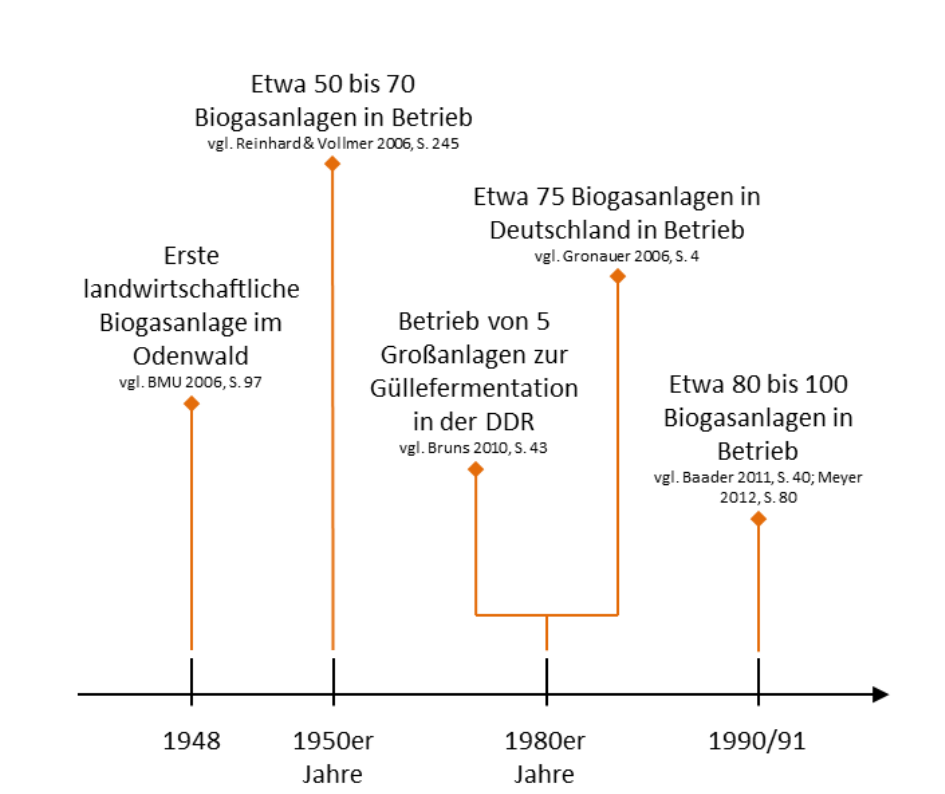 Etwa 50 bis 70
Biogasanlagen in Betrieb
vgl. Reinhard & Vollmer 2006, S. 245
Etwa 75 Biogasanlagen in
Deutschland in Betrieb
vgl. Gronauer 2006, S. 4
Erste
landwirtschaftliche
Biogasanlage im
Odenwald
vgl. BMU 2006, S. 97
Betrieb von 5
Großanlagen zur
Güllefermentation
in der DDR
vgl. Bruns 2010, S. 43
Etwa 80 bis 100
Biogasanlagen in
Betrieb
vgl. Baader 2011, S. 40; Meyer
2012, S. 80
1948
1950er
Jahre
1980er
Jahre
1990/91